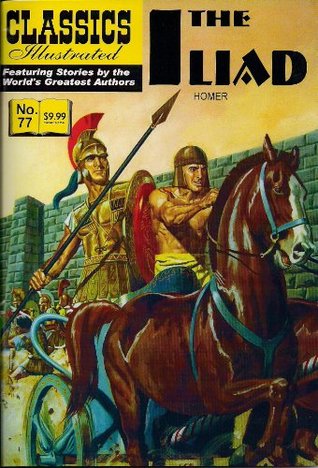 CLASSICS
Illustrated
Featuring Stories by the
World's Greatest Authors
No.
77
$9.99
THE
ILIAD
HOMER